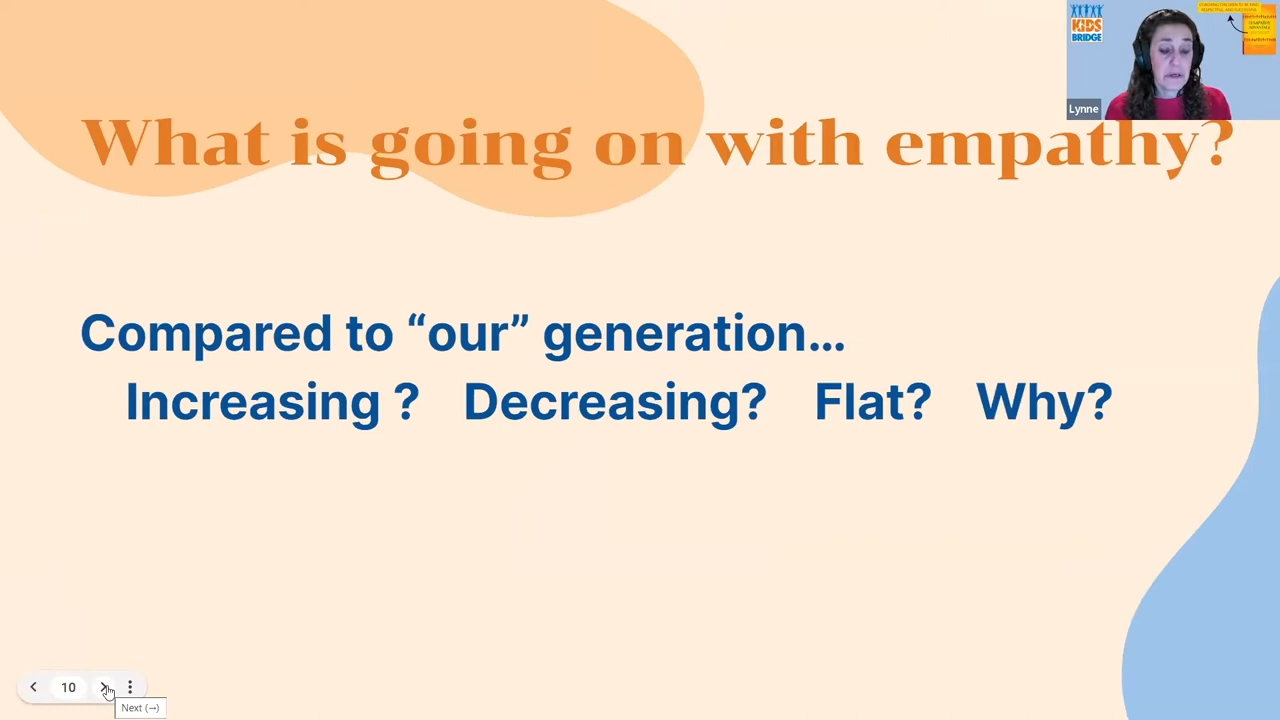 KiDS
BRIDGE
Lynne
What is going on with empathy?
Compared to “our” generation…
Increasing ? Decreasing? Flat? Why?
10
Next (→)